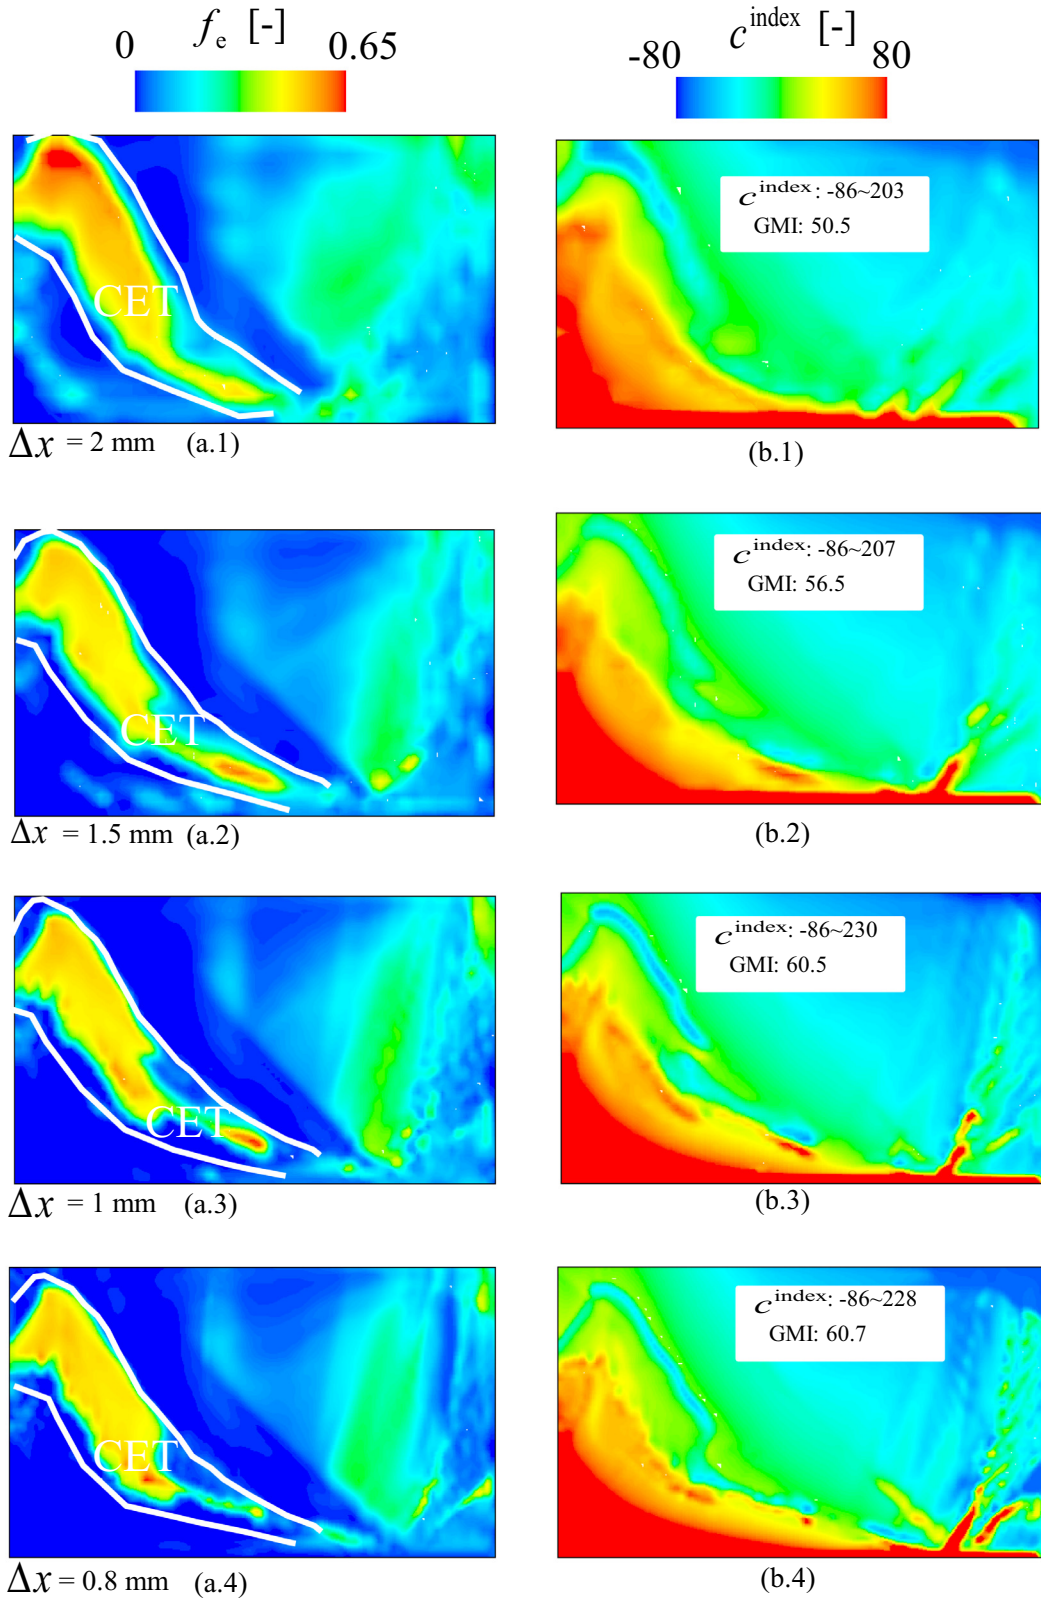 f_e [-]
0 0.65
c^index [-]
-80 80
CET
c^index: -86~203
GMI: 50.5
Δx = 2 mm (a.1)
(b.1)
CET
c^index: -86~207
GMI: 56.5
Δx = 1.5 mm (a.2)
(b.2)
CET
c^index: -86~230
GMI: 60.5
Δx = 1 mm (a.3)
(b.3)
CET
c^index: -86~228
GMI: 60.7
Δx = 0.8 mm (a.4)
(b.4)